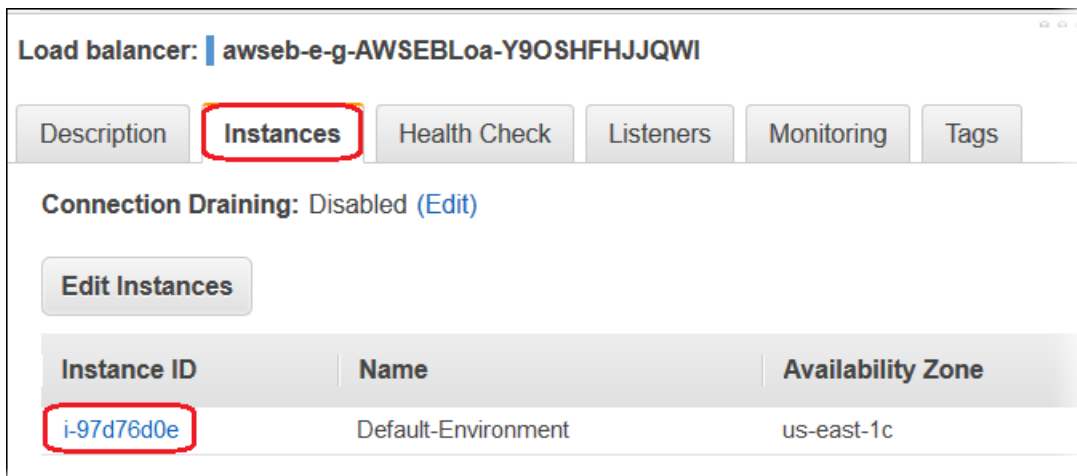 Load balancer: awseb-e-g-AWSEBLoa-Y9OSHFHJJQWI
Description Instances Health Check Listeners Monitoring Tags
Connection Draining: Disabled (Edit)
Edit Instances
Instance ID Name Availability Zone
i-97d76d0e Default-Environment us-east-1c